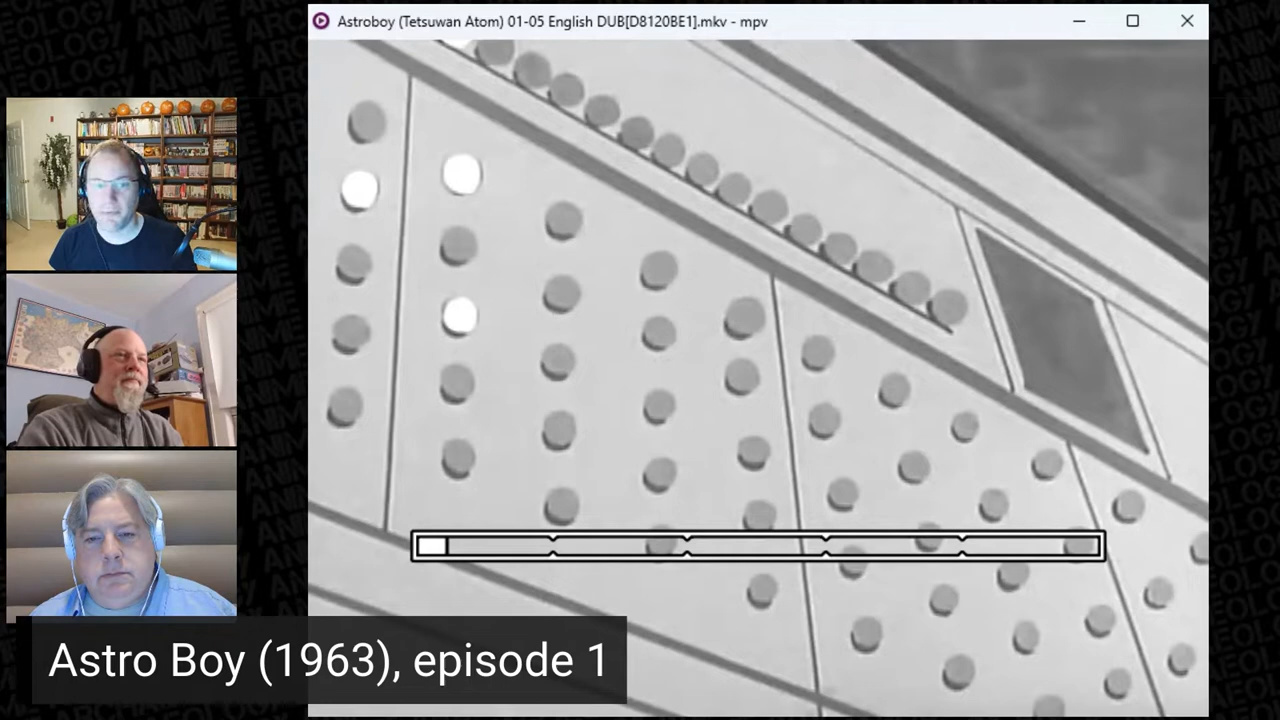 Astroboy (Tetsuwan Atom) 01-05 English DUB[D8120BE1].mkv - mpv
Astro Boy (1963), episode 1